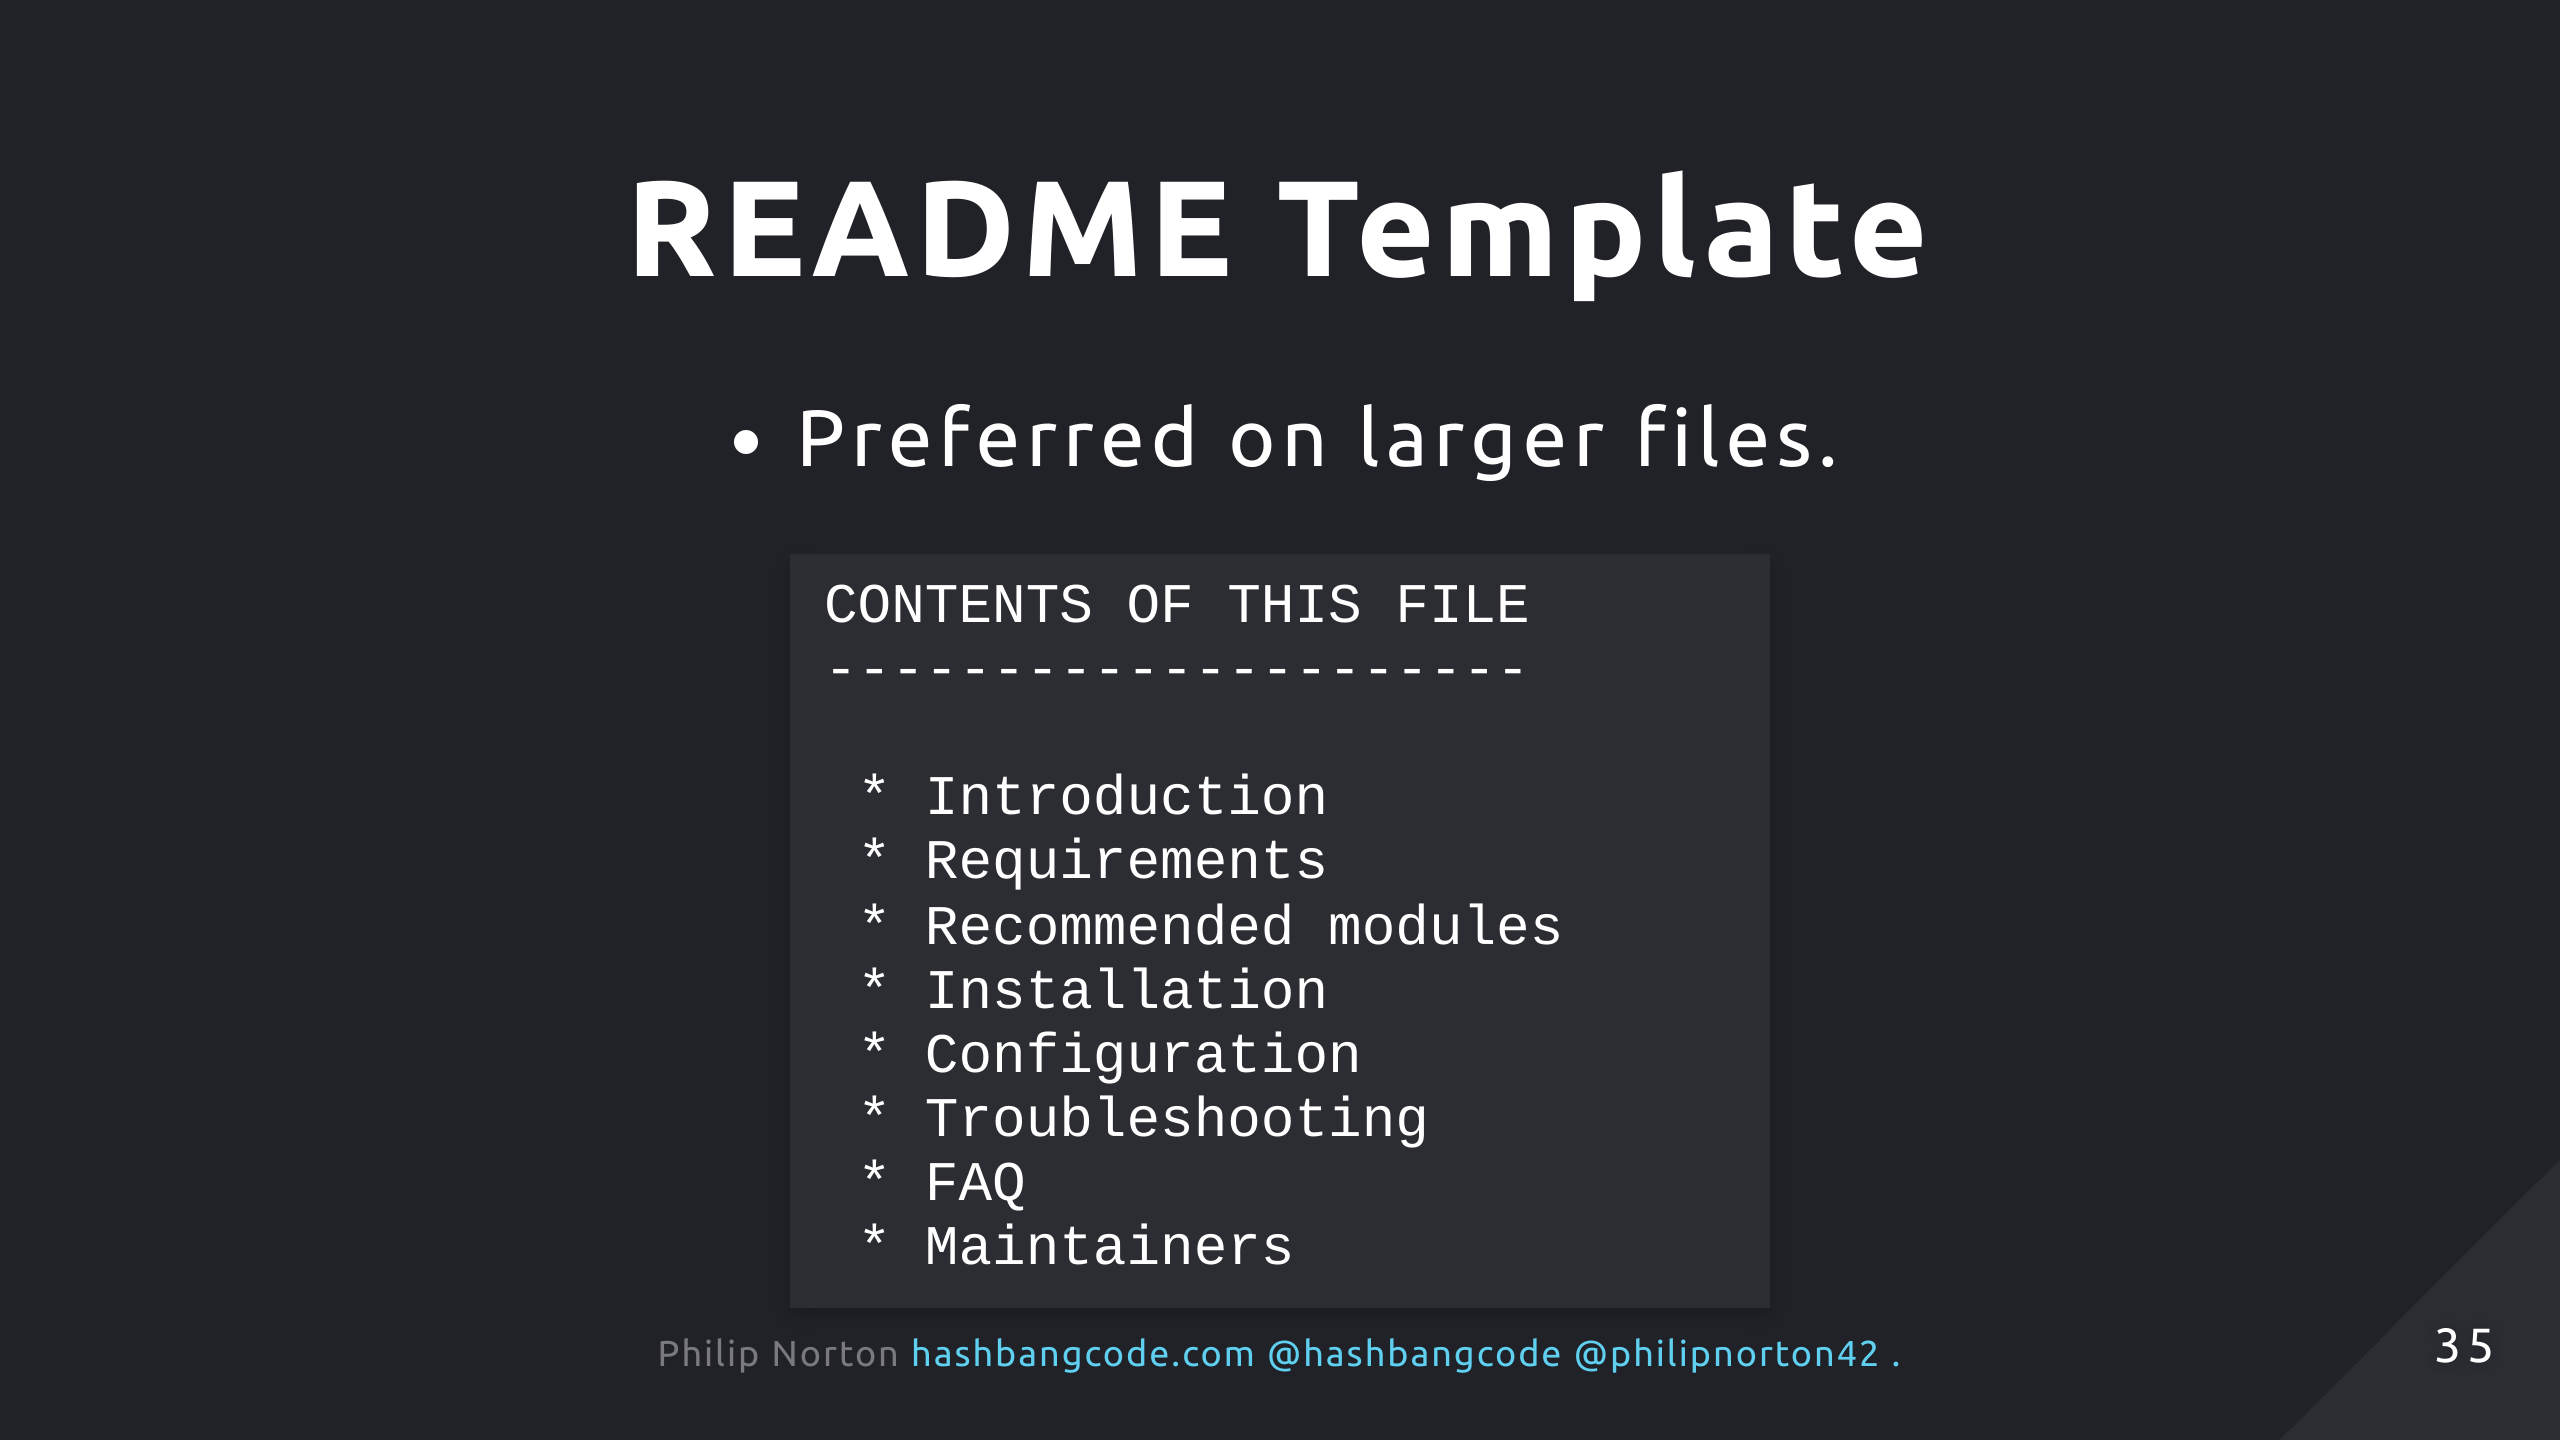 README Template
• Preferred on larger files.
CONTENTS OF THIS FILE
---------------------
* Introduction
* Requirements
* Recommended modules
* Installation
* Configuration
* Troubleshooting
* FAQ
* Maintainers
Philip Norton hashbangcode.com @hashbangcode @philipnorton42 .
35